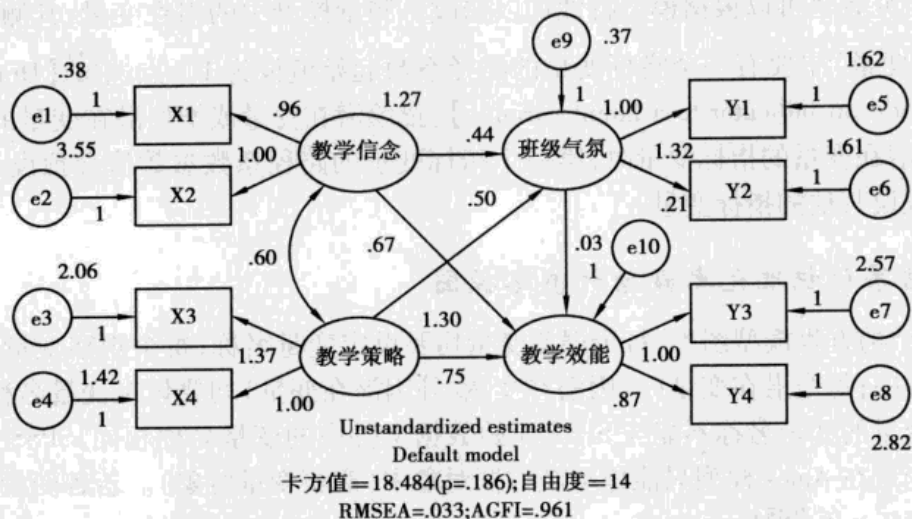 e9 .37
.38 1.62
e1 1 X1 .96 1.27 1 1.00 Y1 1 e5
3.55 教学信念 .44 班级气氛 1.32 1.61
e2 1 X2 1.00 .50 .21 Y2 1 e6
.60 .67 .03 e10
2.06 1 2.57
e3 1 X3 1.30 Y3 1 e7
1.37 教学策略 教学效能 1.00
e4 1.42 1 X4 1.00 .75 .87 Y4 1 e8
2.82
Unstandardized estimates
Default model
卡方值=18.484(p=.186);自由度=14
RMSEA=.033;AGFI=.961